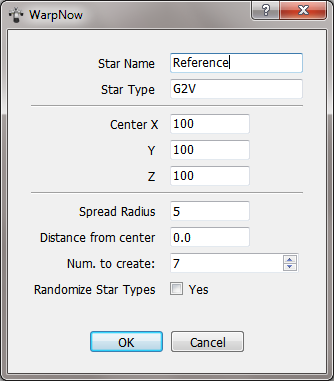 WarpNow ?
Star Name Reference
Star Type G2V
Center X 100
Y 100
Z 100
Spread Radius 5
Distance from center 0.0
Num. to create: 7
Randomize Star Types Yes
OK Cancel